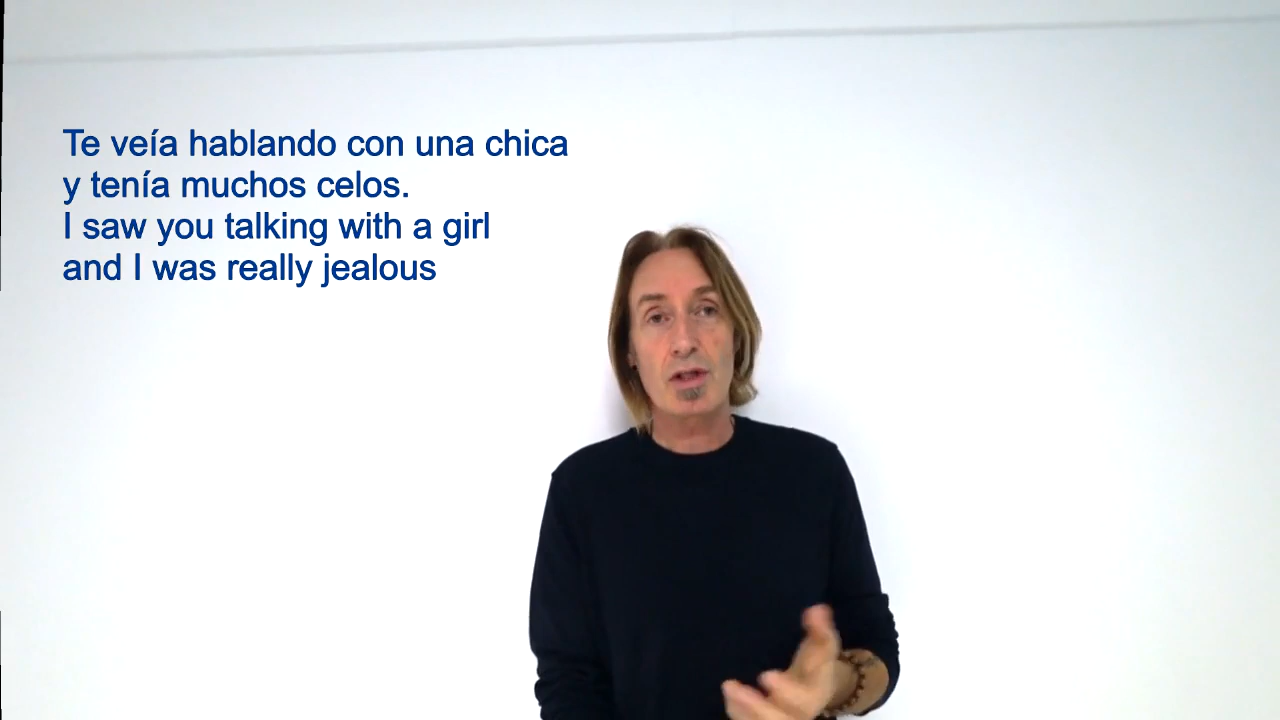 Te veía hablando con una chica
y tenía muchos celos.
I saw you talking with a girl
and I was really jealous